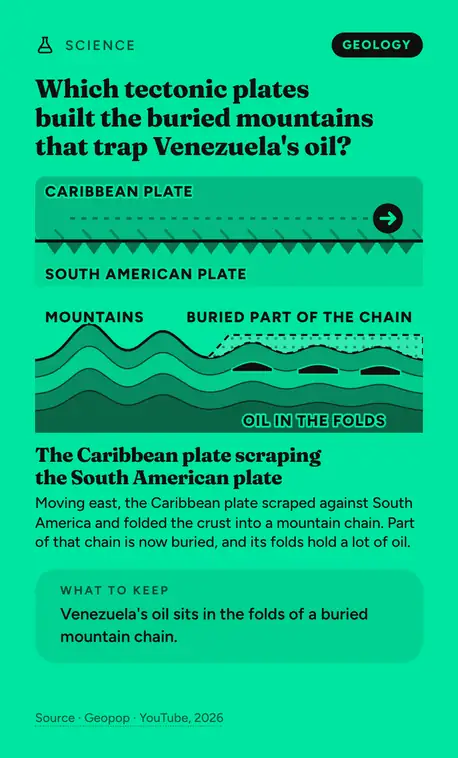 SCIENCE
GEOLOGY
Which tectonic plates
built the buried mountains
that trap Venezuela's oil?
CARIBBEAN PLATE
SOUTH AMERICAN PLATE
MOUNTAINS
BURIED PART OF THE CHAIN
OIL IN THE FOLDS
The Caribbean plate scraping
the South American plate
Moving east, the Caribbean plate scraped against South
America and folded the crust into a mountain chain. Part
of that chain is now buried, and its folds hold a lot of oil.
WHAT TO KEEP
Venezuela's oil sits in the folds of a buried
mountain chain.
Source · Geopop · YouTube, 2026